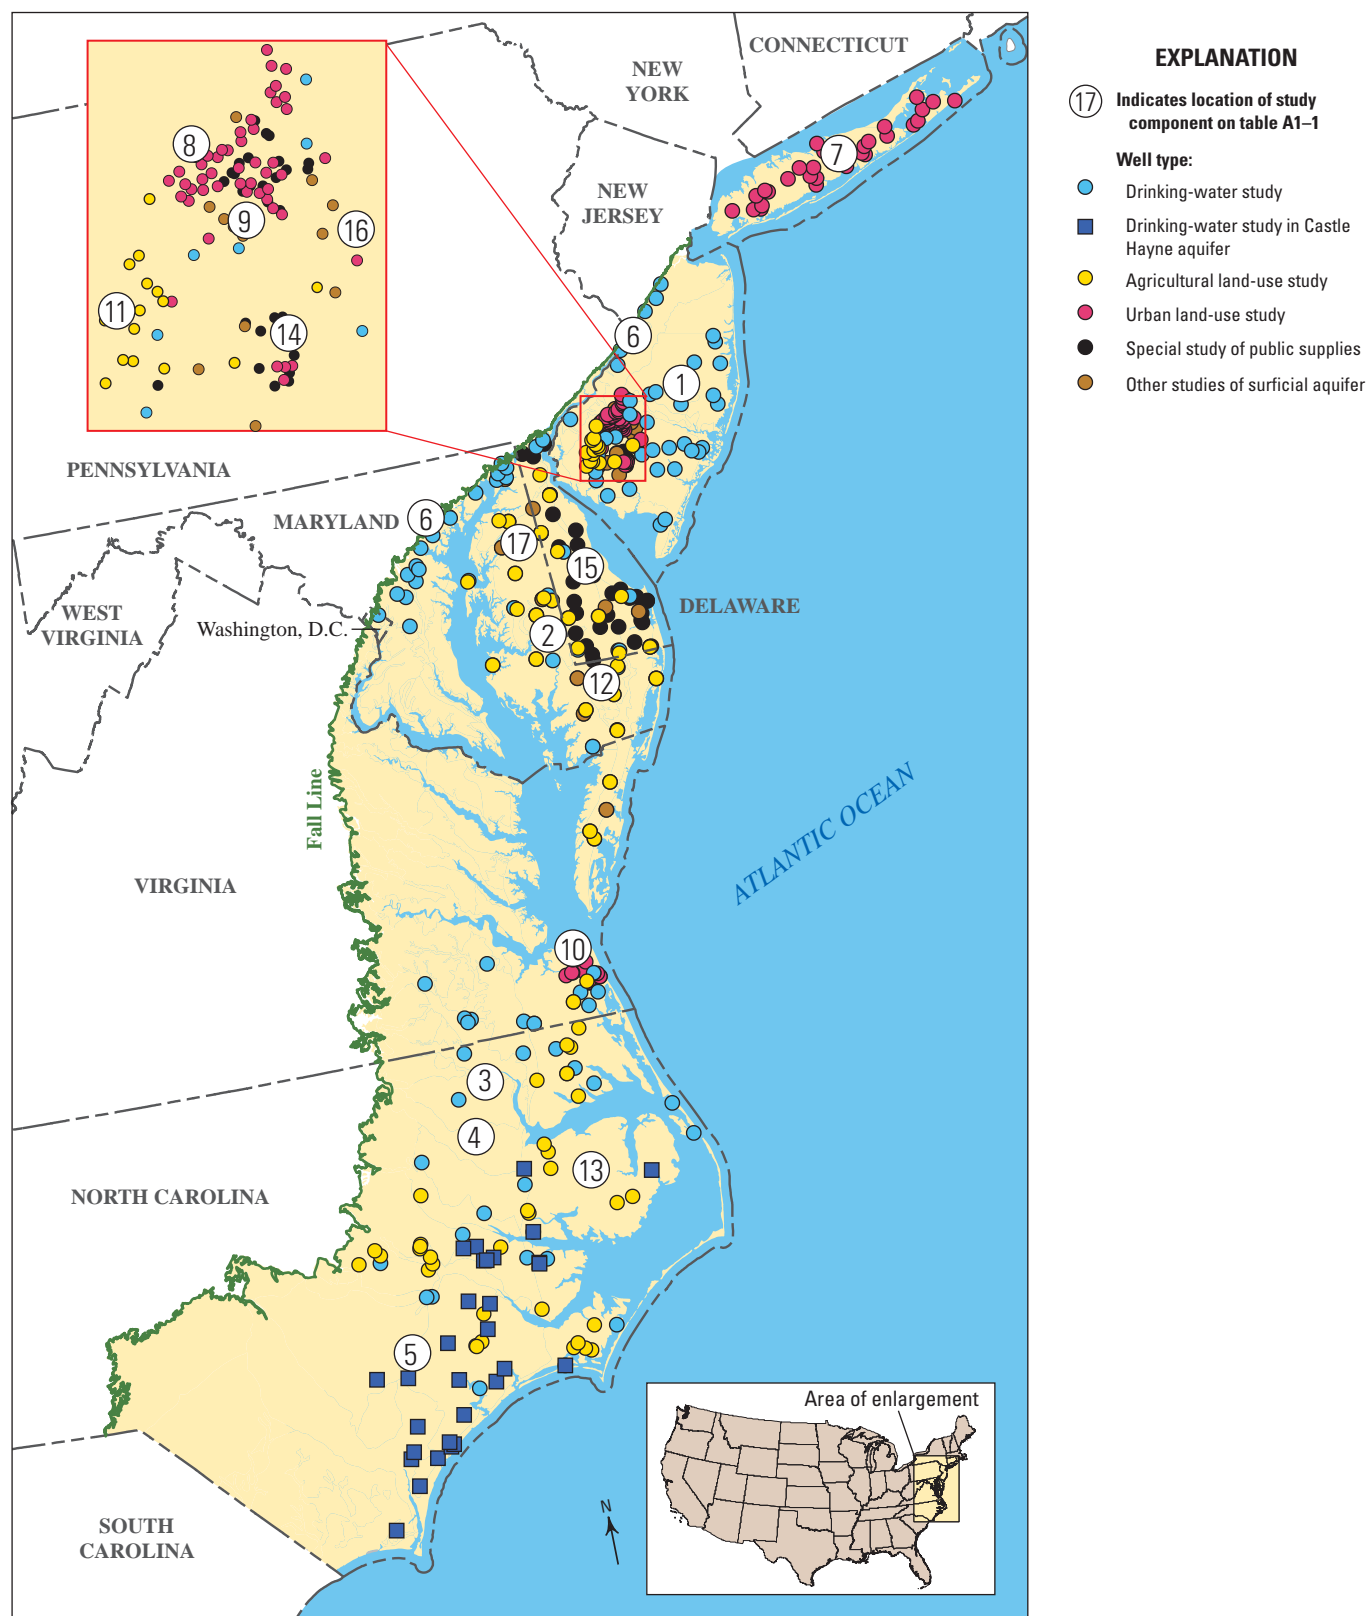 CONNECTICUT
NEW
YORK
NEW
JERSEY
7
8
9
16
11
14
6
1
PENNSYLVANIA
MARYLAND
6
17
15
WEST
VIRGINIA
Washington, D.C.
DELAWARE
2
12
Fall Line
ATLANTIC OCEAN
VIRGINIA
10
3
4
13
NORTH CAROLINA
5
SOUTH
CAROLINA
N
Area of enlargement
EXPLANATION
17 Indicates location of study
component on table A1–1
Well type:
Drinking-water study
Drinking-water study in Castle
Hayne aquifer
Agricultural land-use study
Urban land-use study
Special study of public supplies
Other studies of surficial aquifer